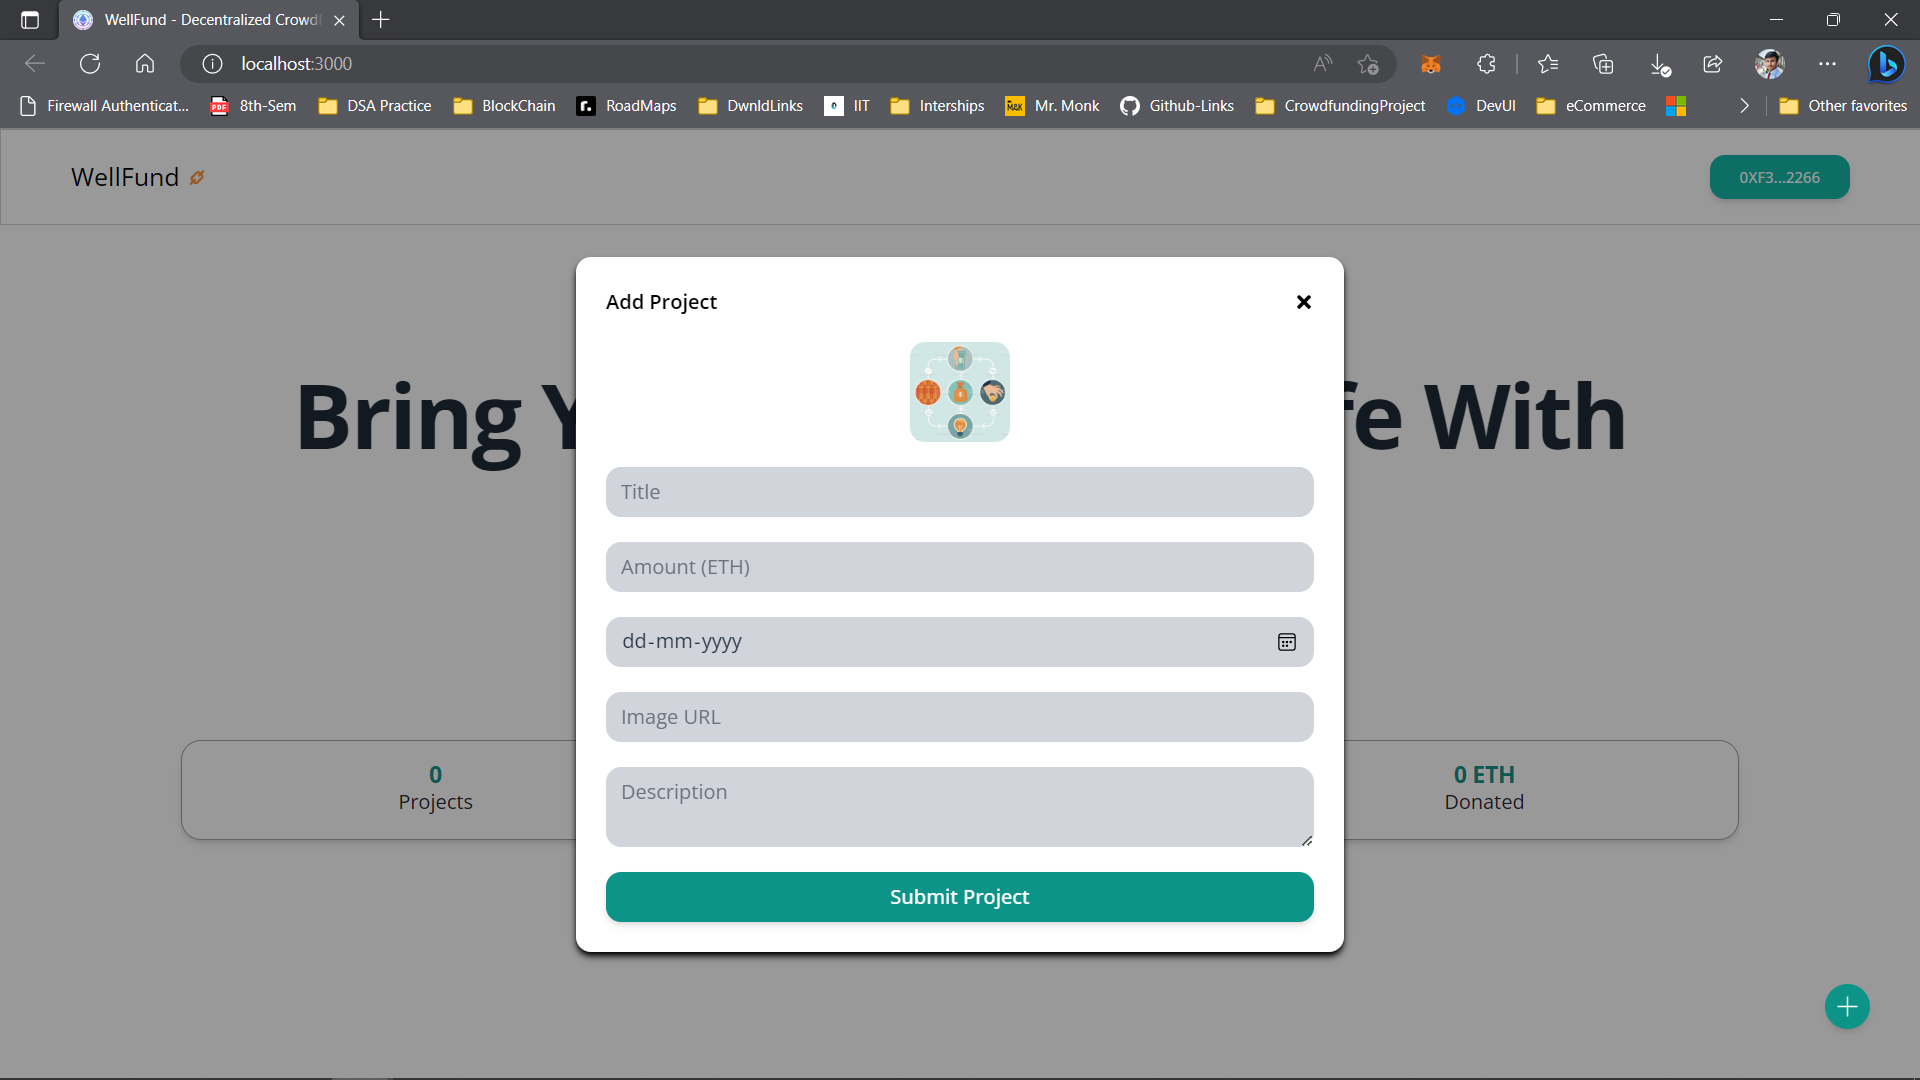 WellFund - Decentralized Crowdf
localhost:3000
Firewall Authenticat... 8th-Sem DSA Practice BlockChain RoadMaps DwnldLinks IIT Interships Mr. Monk Github-Links CrowdfundingProject DevUI eCommerce Other favorites
WellFund
0XF3...2266
Add Project
Bring Y
fe With
Title
Amount (ETH)
dd-mm-yyyy
Image URL
0
Projects
0 ETH
Donated
Description
Submit Project